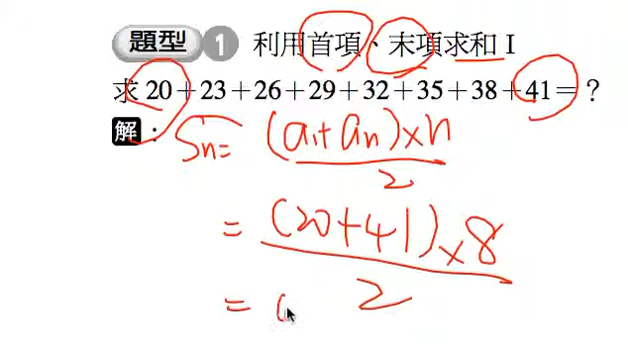 題型 1 利用首項、末項求和 I
求 20+23+26+29+32+35+38+41=?
解:Sn= (a1+an)×n
2
= (20+41)×8
2
= (